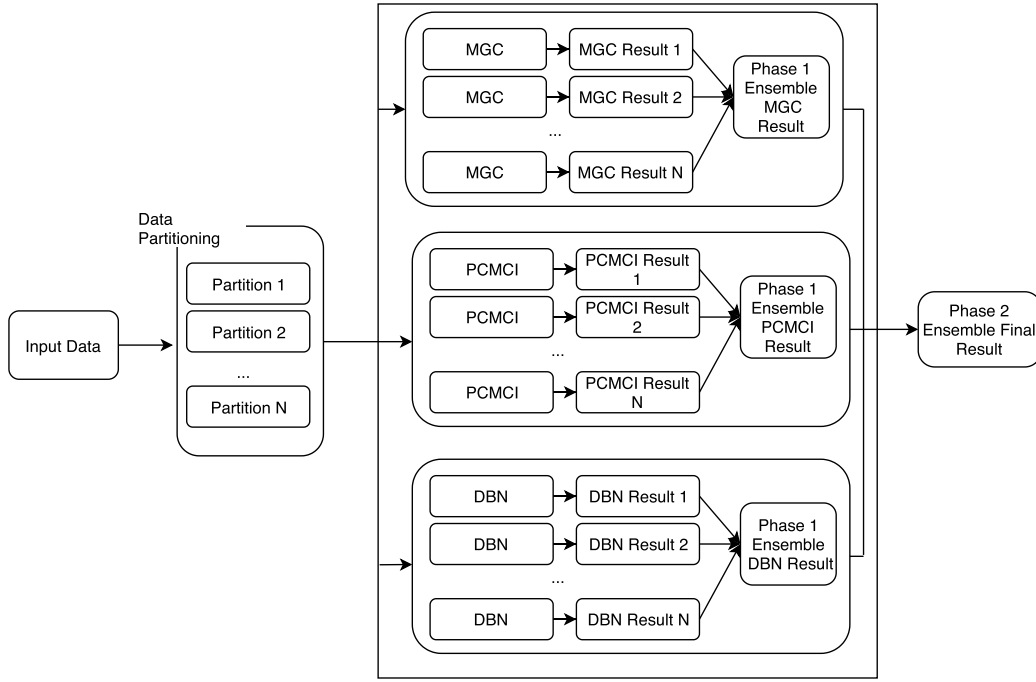 Input Data
Data
Partitioning
Partition 1
Partition 2
...
Partition N
MGC
MGC Result 1
MGC
MGC Result 2
...
MGC
MGC Result N
Phase 1
Ensemble
MGC
Result
PCMCI
PCMCI Result
1
PCMCI
PCMCI Result
2
...
PCMCI
PCMCI Result
N
Phase 1
Ensemble
PCMCI
Result
DBN
DBN Result 1
DBN
DBN Result 2
...
DBN
DBN Result N
Phase 1
Ensemble
DBN Result
Phase 2
Ensemble Final
Result